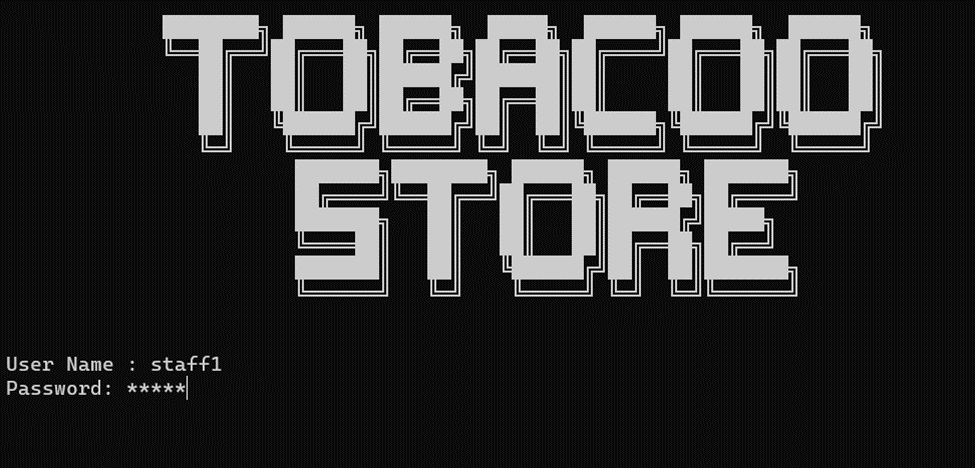 TOBACOO
STORE
User Name : staff1
Password: *****